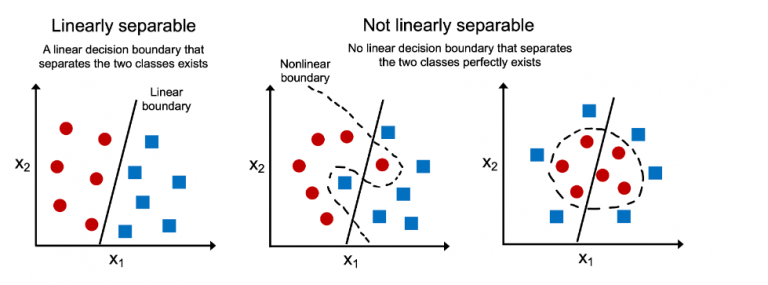 Linearly separable
A linear decision boundary that
separates the two classes exists
Linear
boundary
X2
X1
Not linearly separable
No linear decision boundary that separates
the two classes perfectly exists
Nonlinear
boundary
X2
X1
X2
X1